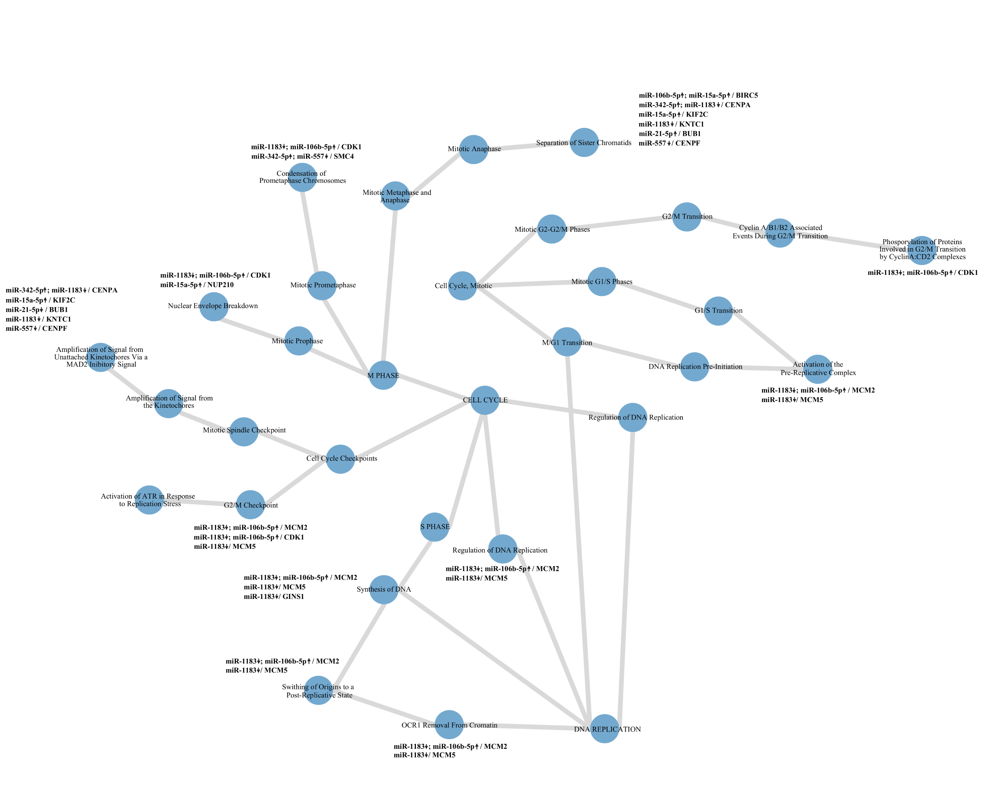 miR-106b-5p↑; miR-15a-5p↑ / BIRC5
miR-342-5p↑; miR-1183↓/ CENPA
miR-15a-5p↑/ KIF2C
miR-1183↓/ KNTC1
miR-21-5p↑/ BUB1
miR-557↓/ CENPF
Separation of Sister Chromatids
Mitotic Anaphase
miR-1183↓; miR-106b-5p↑ / CDK1
miR-342-5p↑; miR-557↓ / SMC4
Condensation of
Prometaphase Chromosomes
Mitotic Metaphase and
Anaphase
Mitotic G2-G2/M Phases
G2/M Transition
Cyclin A/B1/B2 Associated
Events During G2/M Transition
Phosporylation of Proteins
Involved in G2/M Transition
by CyclinA:CD2 Complexes
miR-1183↓; miR-106b-5p↑ / CDK1
miR-1183↓; miR-106b-5p↑ / CDK1
miR-15a-5p↑ / NUP210
Nuclear Envelope Breakdown
Mitotic Prometaphase
Cell Cycle, Mitotic
Mitotic G1/S Phases
G1/S Transition
miR-342-5p↑; miR-1183↓/ CENPA
miR-15a-5p↑ / KIF2C
miR-21-5p↓ / BUB1
miR-1183↓/ KNTC1
miR-557↓/ CENPF
Mitotic Prophase
M/G1 Transition
Amplification of Signal from
Unattached Kinetochores Via a
MAD2 Inibitory Signal
M PHASE
DNA Replication Pre-Initiation
Activation of the
Pre-Replicative Complex
miR-1183↓; miR-106b-5p↑ / MCM2
miR-1183↓/ MCM5
Amplification of Signal from
the Kinetochores
CELL CYCLE
Regulation of DNA Replication
Mitotic Spindle Checkpoint
Cell Cycle Checkpoints
Activation of ATR in Response
to Replication Stress
G2/M Checkpoint
miR-1183↓; miR-106b-5p↑ / MCM2
miR-1183↓; miR-106b-5p↑ / CDK1
miR-1183↓/ MCM5
S PHASE
Regulation of DNA Replication
miR-1183↓; miR-106b-5p↑ / MCM2
miR-1183↓/ MCM5
miR-1183↓; miR-106b-5p↑ / MCM2
miR-1183↓/ MCM5
miR-1183↓/ GINS1
Synthesis of DNA
miR-1183↓; miR-106b-5p↑ / MCM2
miR-1183↓/ MCM5
Swithing of Origins to a
Post-Replicative State
OCR1 Removal From Cromatin
miR-1183↓; miR-106b-5p↑ / MCM2
miR-1183↓/ MCM5
DNA REPLICATION